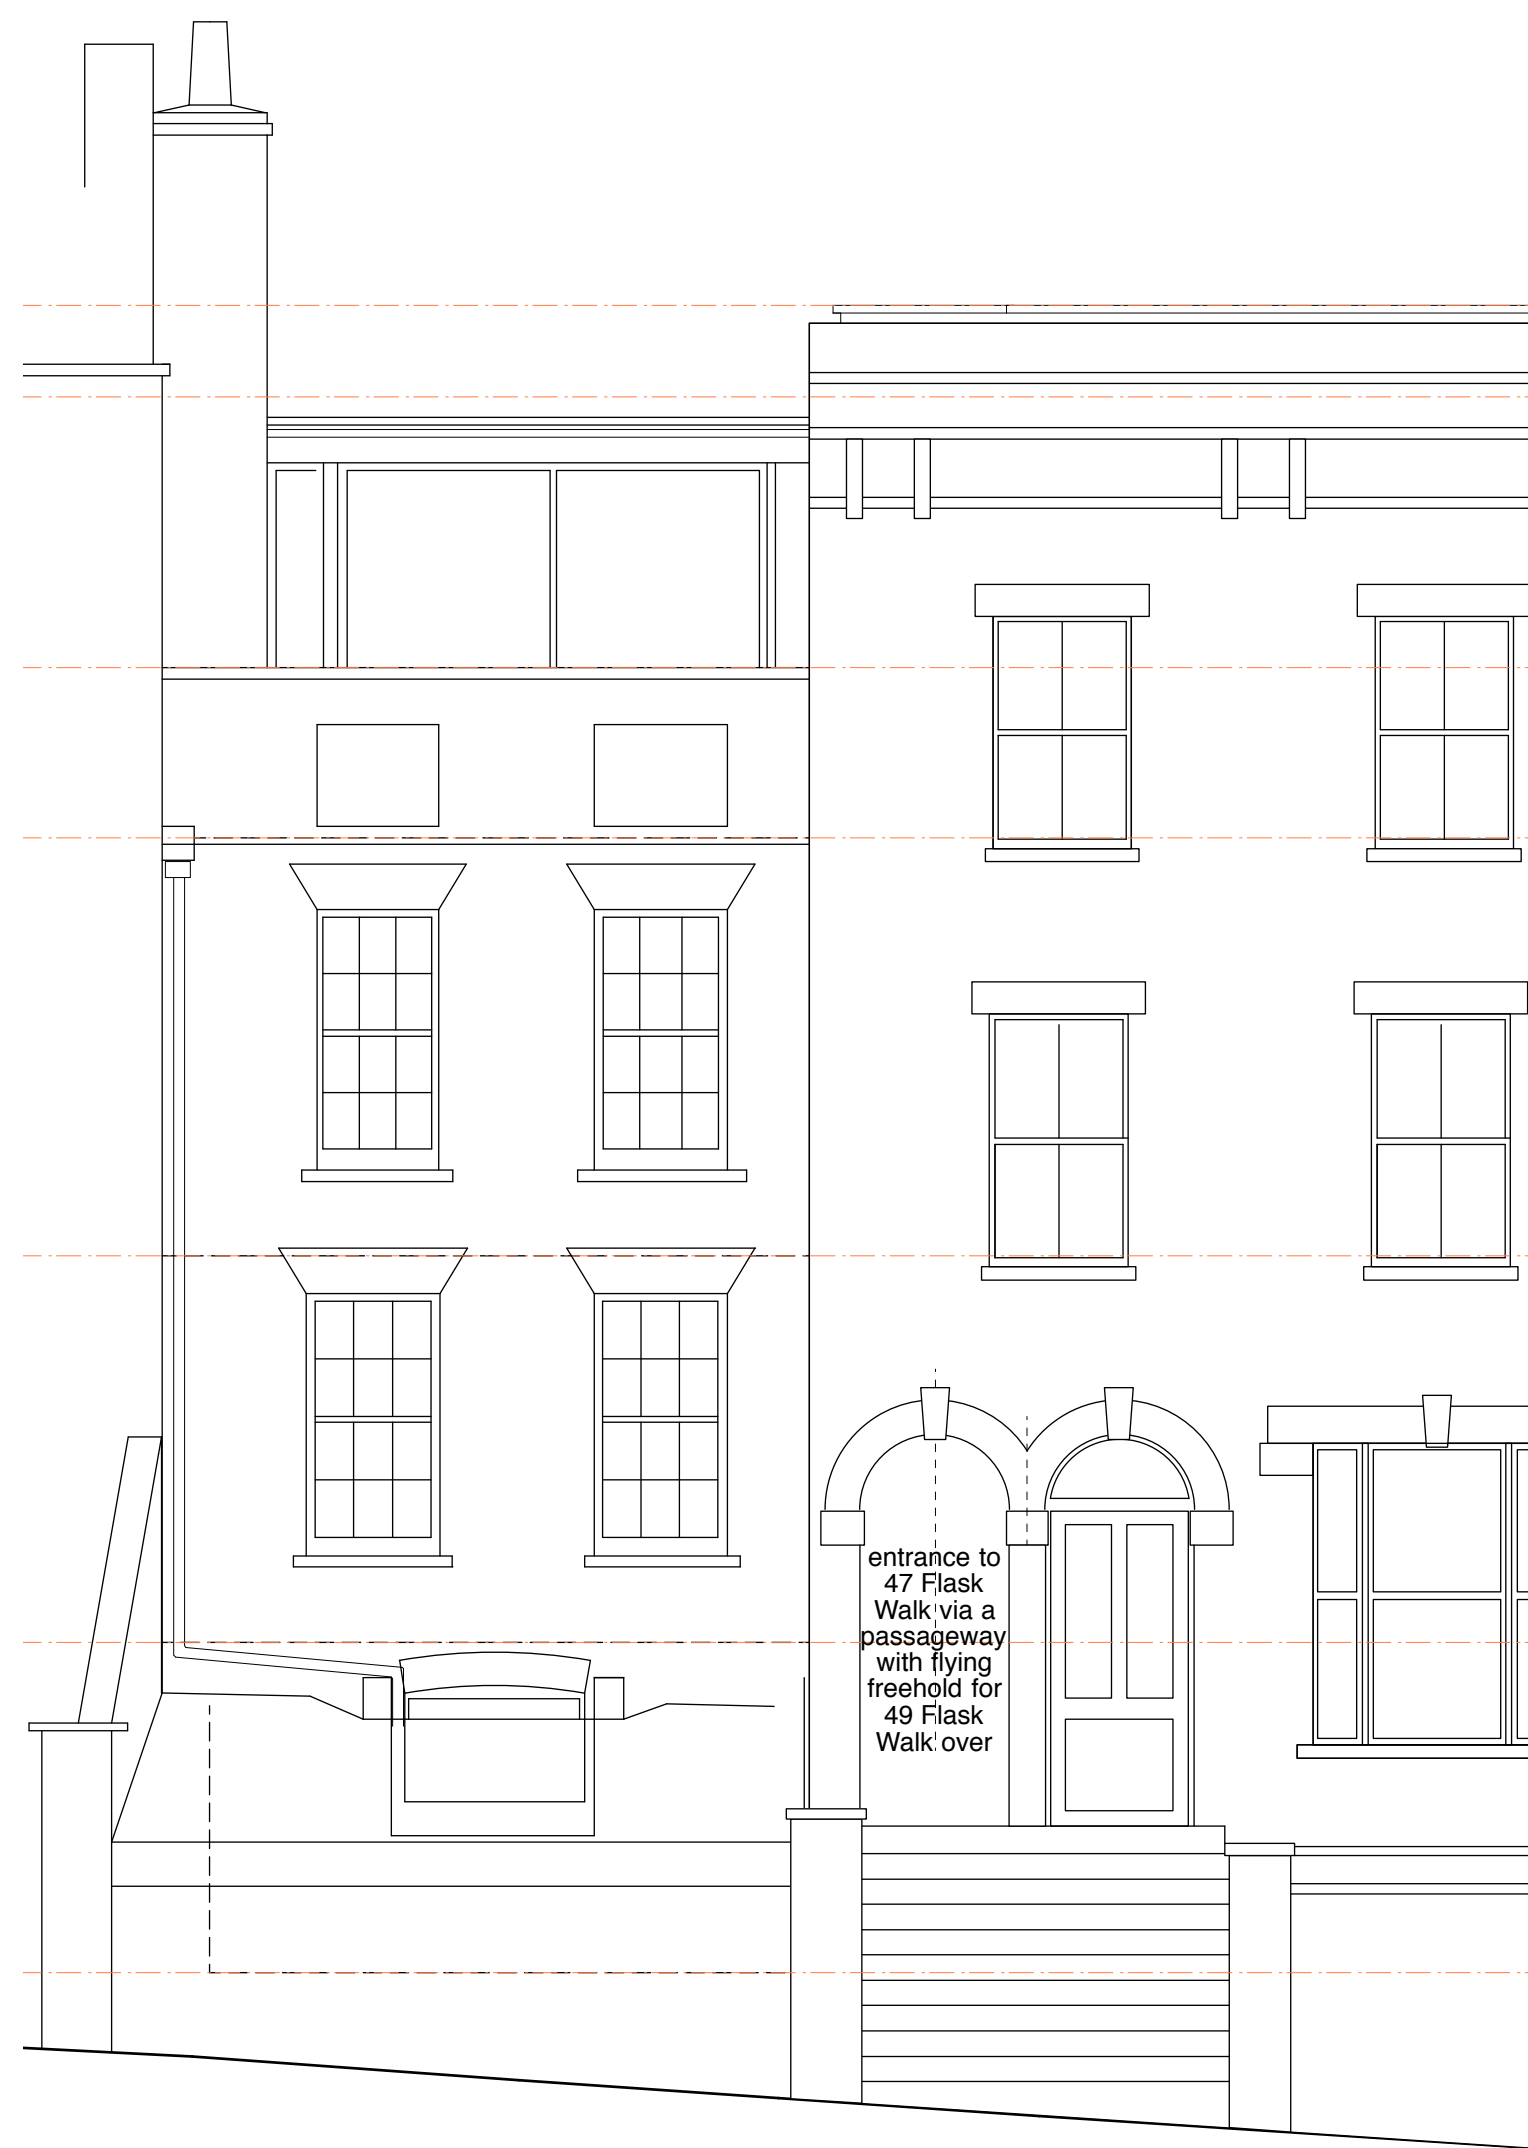 entrance to
47 Flask
Walk via a
passageway
with flying
freehold for
49 Flask
Walk over